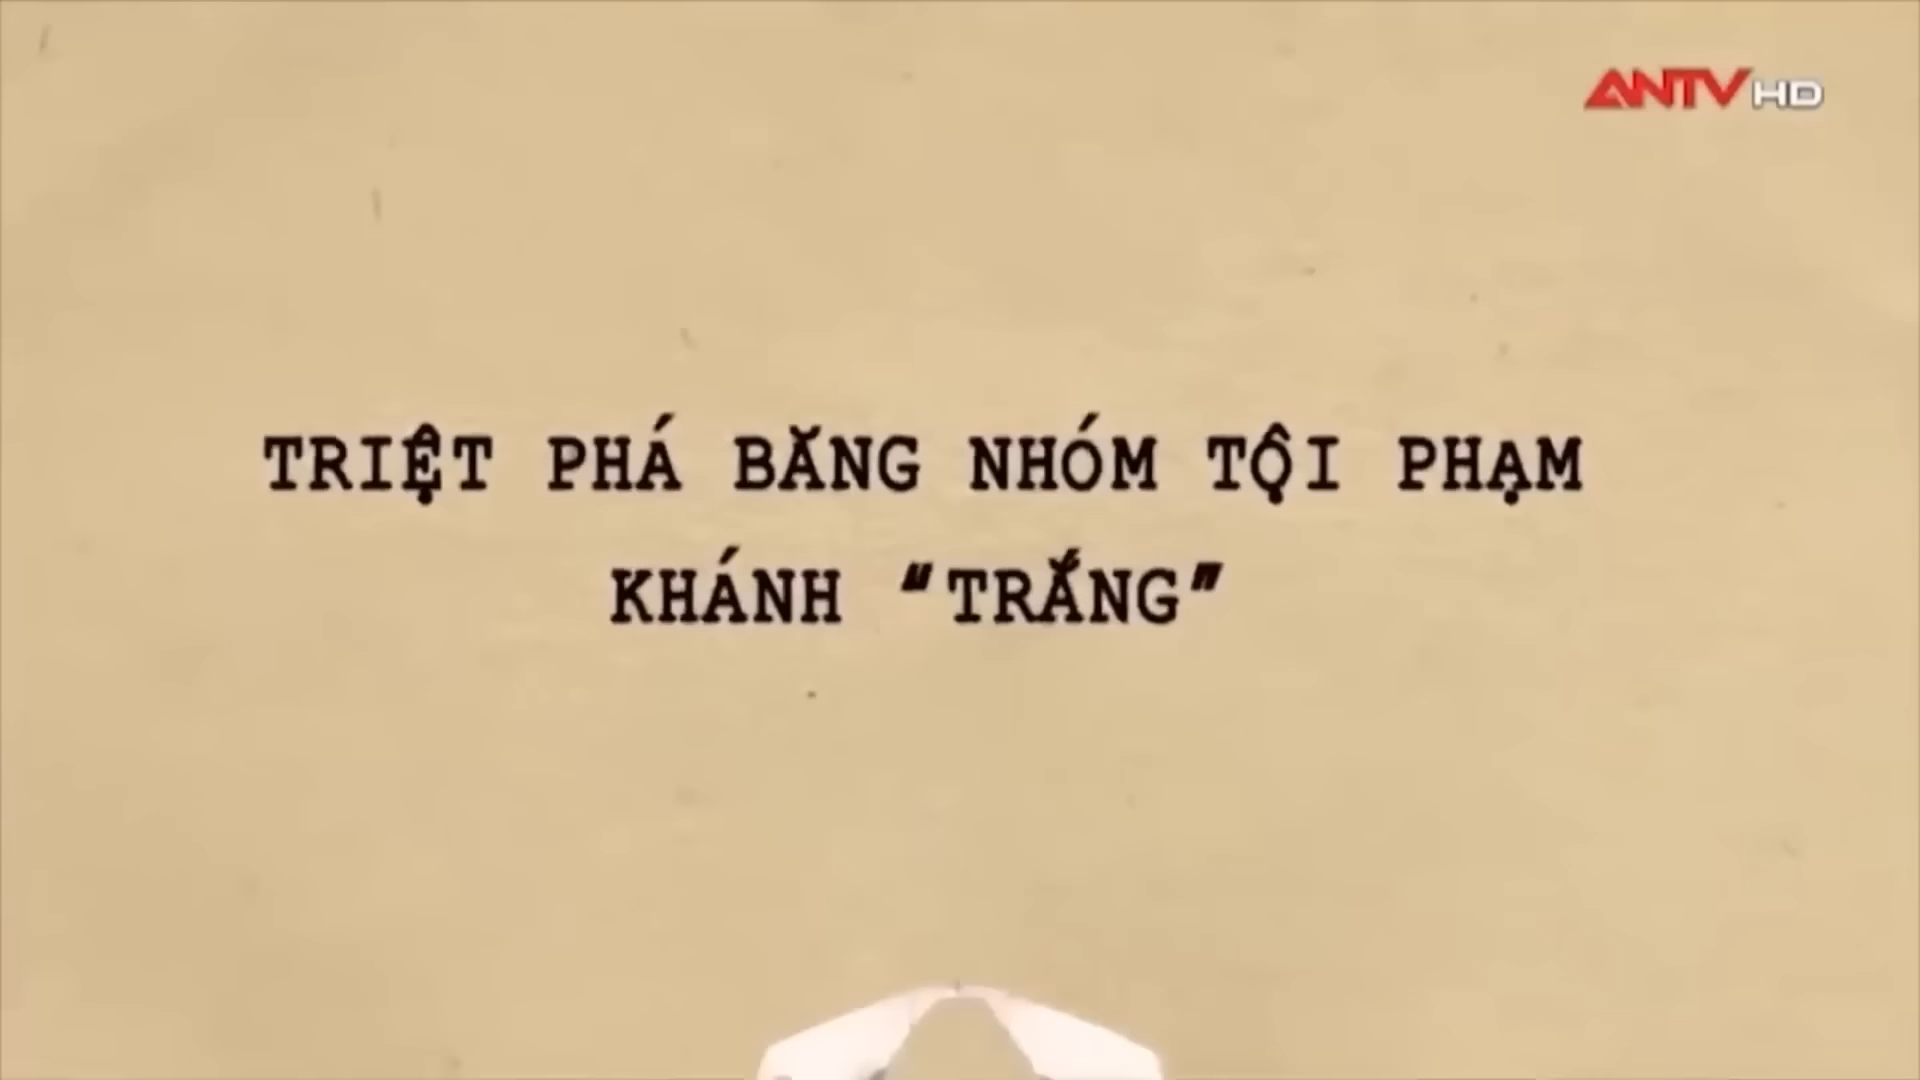 ANTV HD
TRIỆT PHÁ BĂNG NHÓM TỘI PHẠM
KHÁNH “TRẮNG”